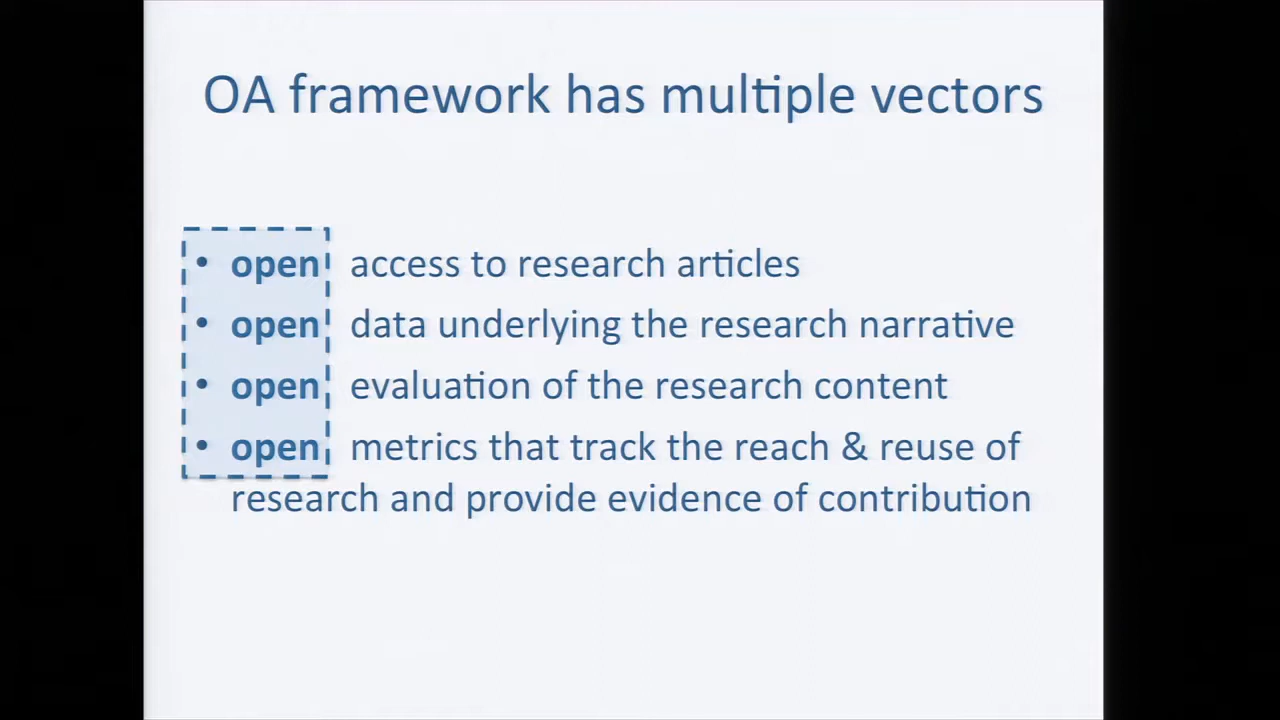 OA framework has multiple vectors
• open access to research articles
• open data underlying the research narrative
• open evaluation of the research content
• open metrics that track the reach & reuse of
research and provide evidence of contribution